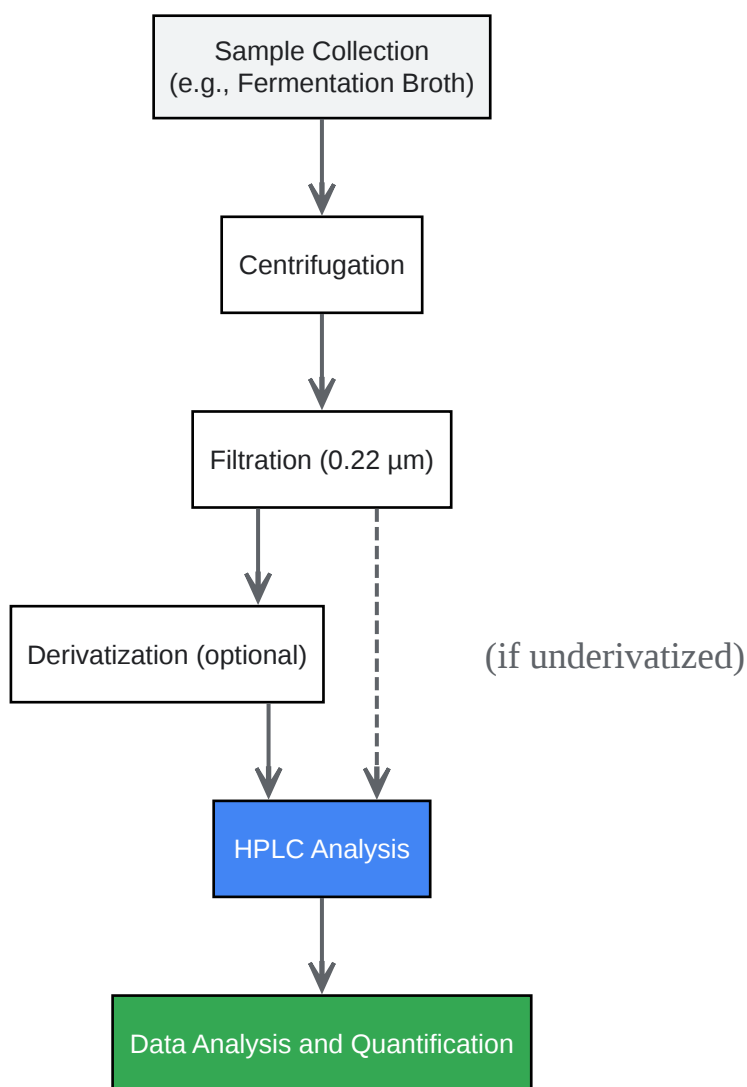 Sample Collection
(e.g., Fermentation Broth)
Centrifugation
Filtration (0.22 µm)
Derivatization (optional)
(if underivatized)
HPLC Analysis
Data Analysis and Quantification